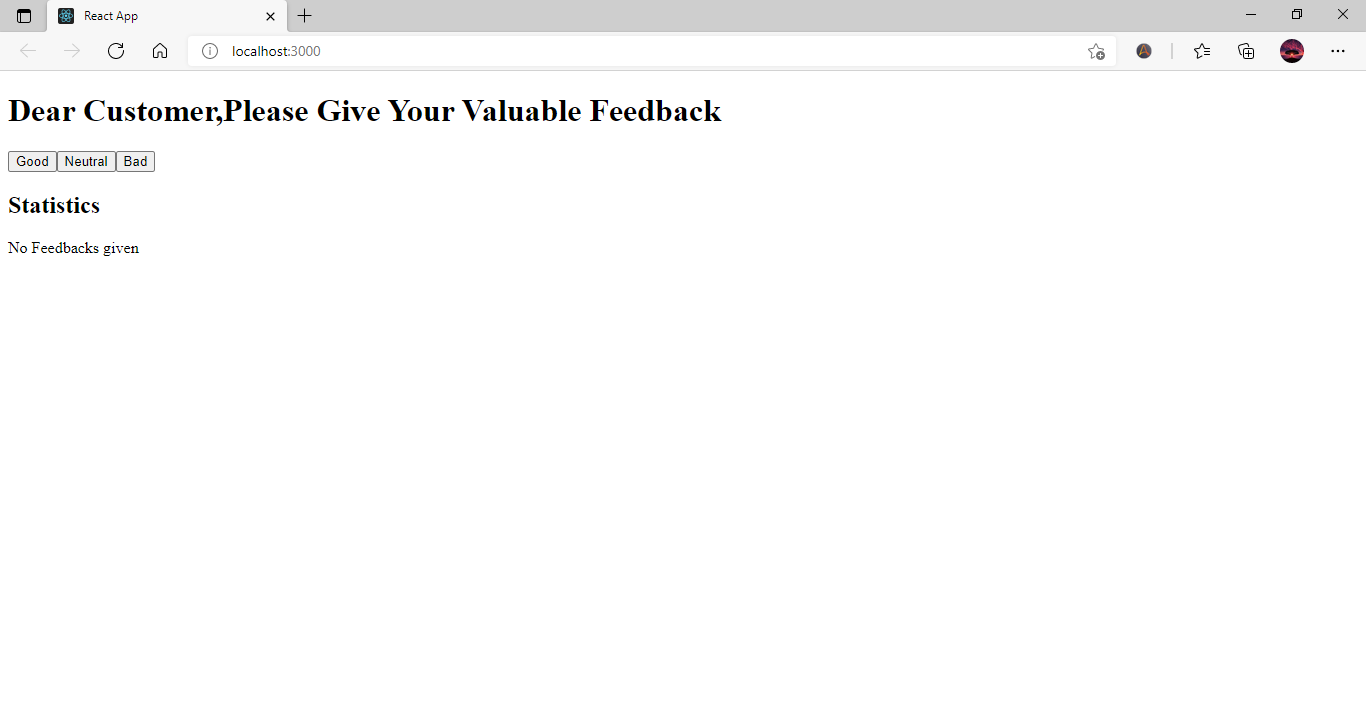 React App
localhost:3000
Dear Customer,Please Give Your Valuable Feedback
Good Neutral Bad
Statistics
No Feedbacks given